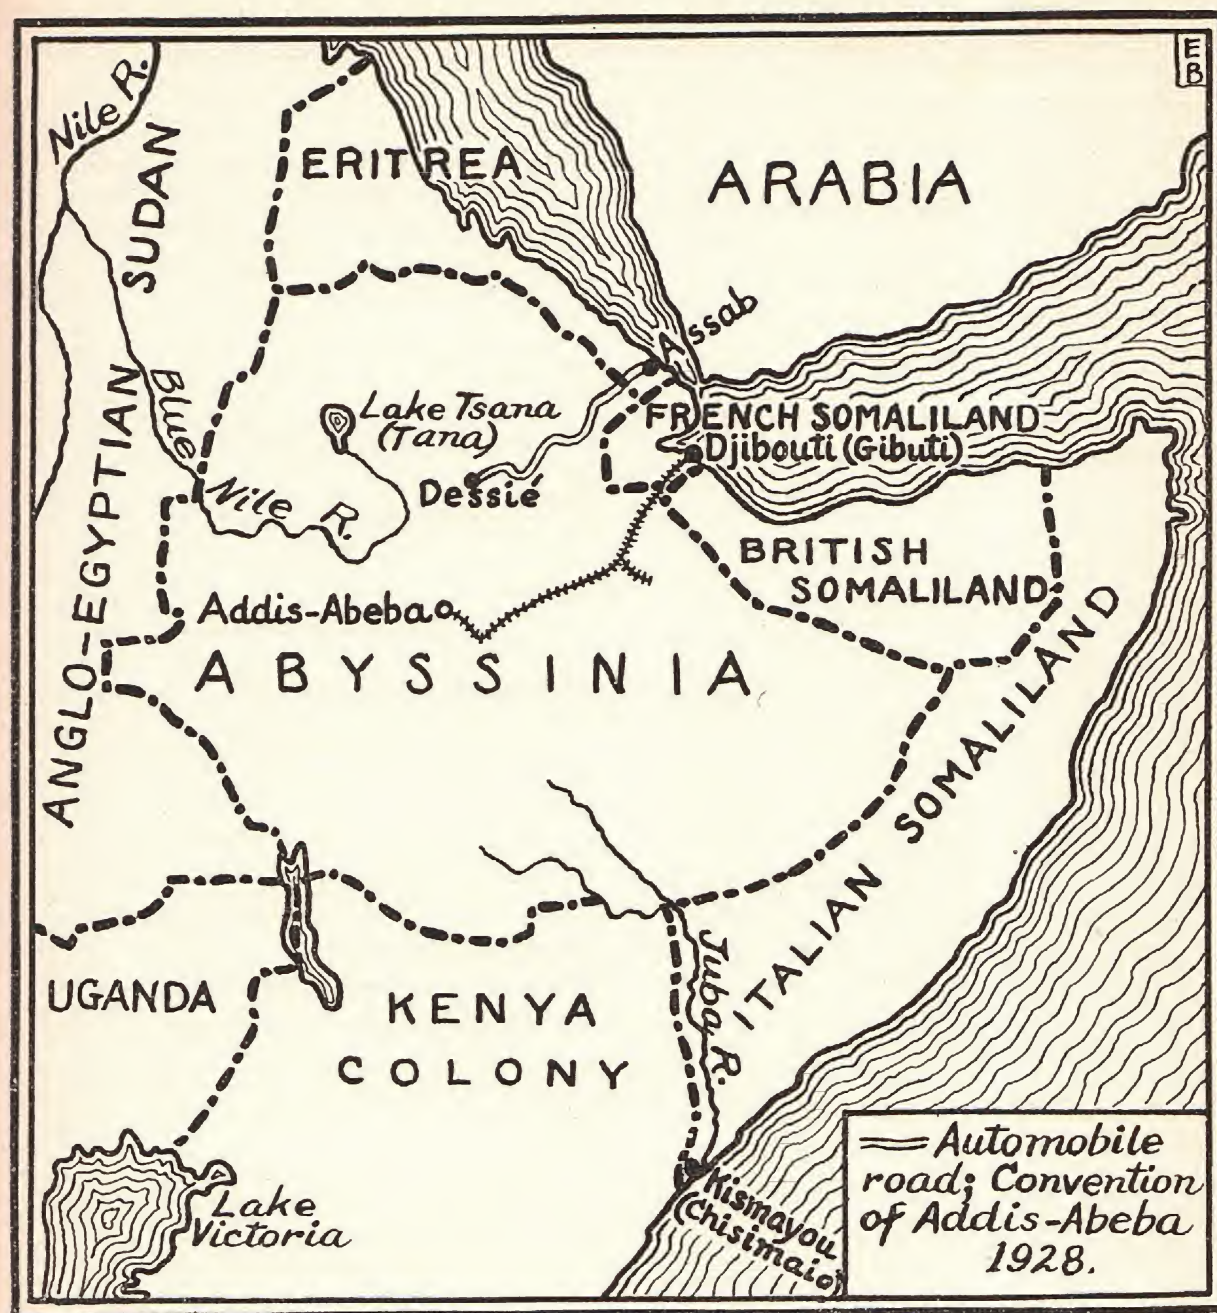 E
B
Nile R.
ANGLO-EGYPTIAN SUDAN
ERITREA
ARABIA
Assab
Blue Nile R.
Lake Tsana
(Tana)
FRENCH SOMALILAND
Djibouti (Gibuti)
Dessié
BRITISH
SOMALILAND
Addis-Abeba
ABYSSINIA
ITALIAN SOMALILAND
UGANDA
KENYA
COLONY
Juba R.
Lake
Victoria
Kismayou
(Chisimaio)
Automobile
road; Convention
of Addis-Abeba
1928.